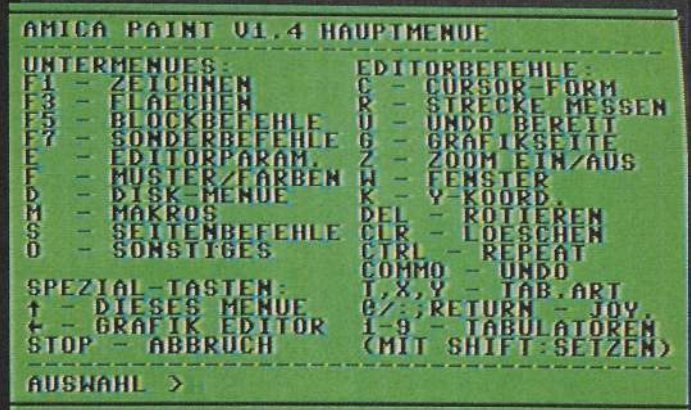 AMICA PAINT V1.4 HAUPTMENUE
UNTERMENUES:
F1 - ZEICHNEN
F3 - FLAECHEN
F5 - BLOCKBEFEHLE
F7 - SONDERBEFEHLE
E - EDITORPARAM.
F - MUSTER/FARBEN
D - DISK-MENUE
M - MAKROS
S - SEITENBEFEHLE
O - SONSTIGES
SPEZIAL-TASTEN:
↑ - DIESES MENUE
← - GRAFIK EDITOR
STOP - ABBRUCH
EDITORBEFEHLE:
C - CURSOR-FORM
R - STRECKE MESSEN
U - UNDO BEREIT
G - GRAFIKSEITE
Z - ZOOM EIN/AUS
W - FENSTER
K - Y-KOORD.
DEL - ROTIEREN
CLR - LOESCHEN
CTRL - REPEAT
COMMO - UNDO
T,X,Y - TAB.ART
@/:;RETURN - JOY.
1-9 - TABULATOREN
(MIT SHIFT:SETZEN)
AUSWAHL >